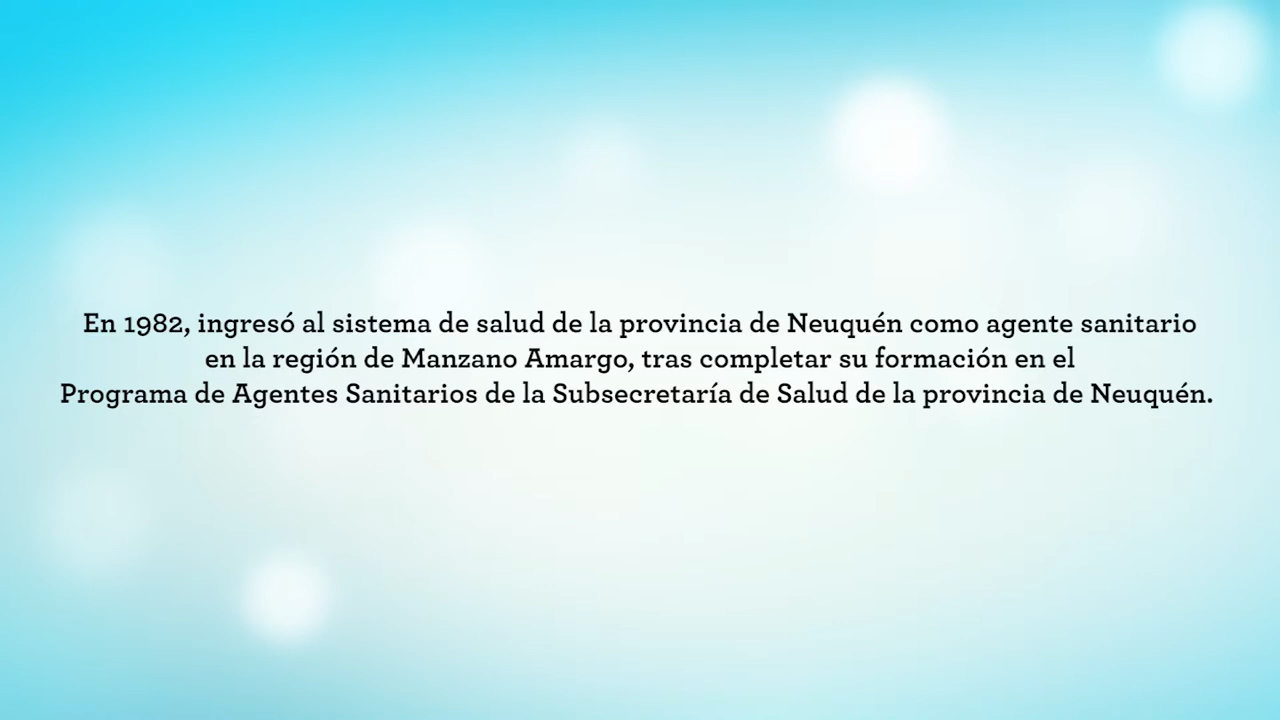 En 1982, ingresó al sistema de salud de la provincia de Neuquén como agente sanitario
en la región de Manzano Amargo, tras completar su formación en el
Programa de Agentes Sanitarios de la Subsecretaría de Salud de la provincia de Neuquén.